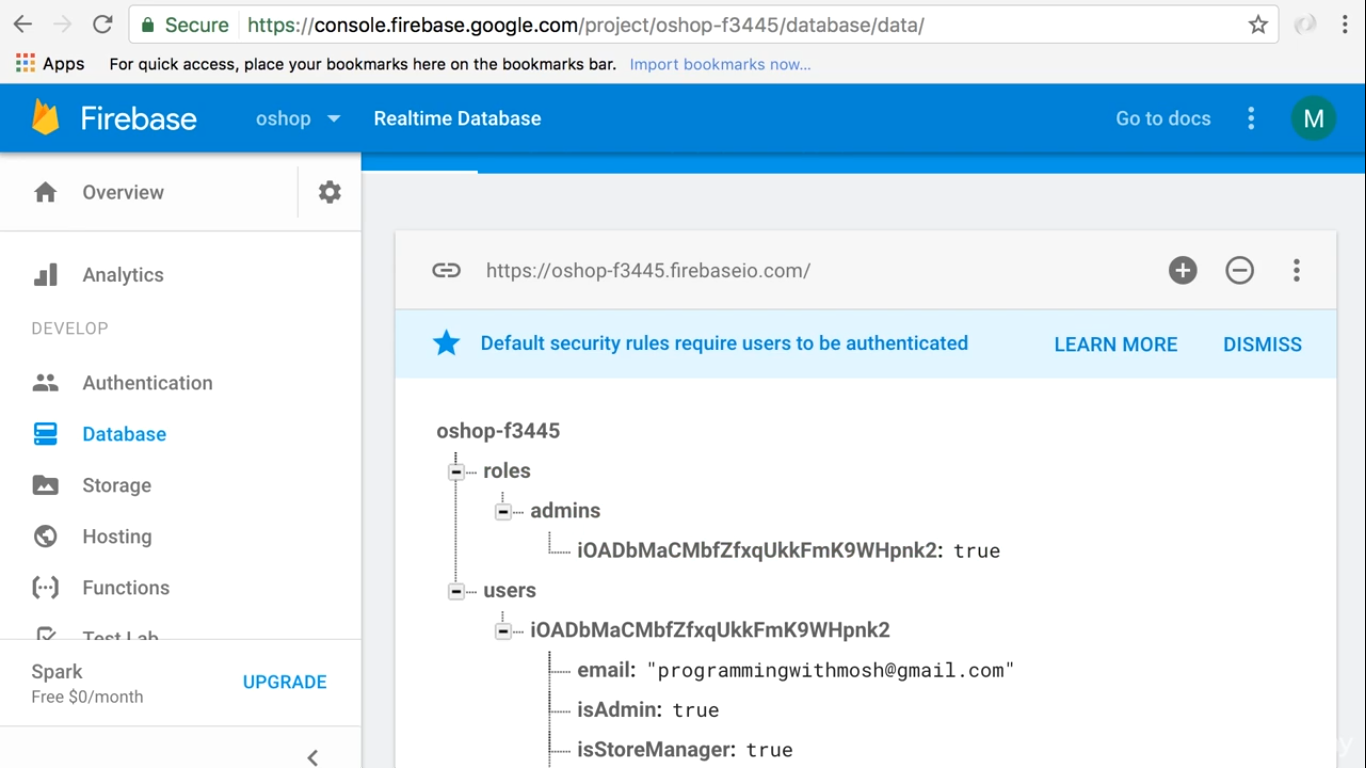 Secure https://console.firebase.google.com/project/oshop-f3445/database/data/
Apps For quick access, place your bookmarks here on the bookmarks bar. Import bookmarks now...
Firebase oshop Realtime Database Go to docs M
Overview
Analytics
DEVELOP
Authentication
Database
Storage
Hosting
Functions
Test Lab
Spark
Free $0/month
UPGRADE
https://oshop-f3445.firebaseio.com/
Default security rules require users to be authenticated LEARN MORE DISMISS
oshop-f3445
roles
admins
iOADbMaCMbfZfxqUkkFmK9WHpnk2: true
users
iOADbMaCMbfZfxqUkkFmK9WHpnk2
email: "programmingwithmosh@gmail.com"
isAdmin: true
isStoreManager: true